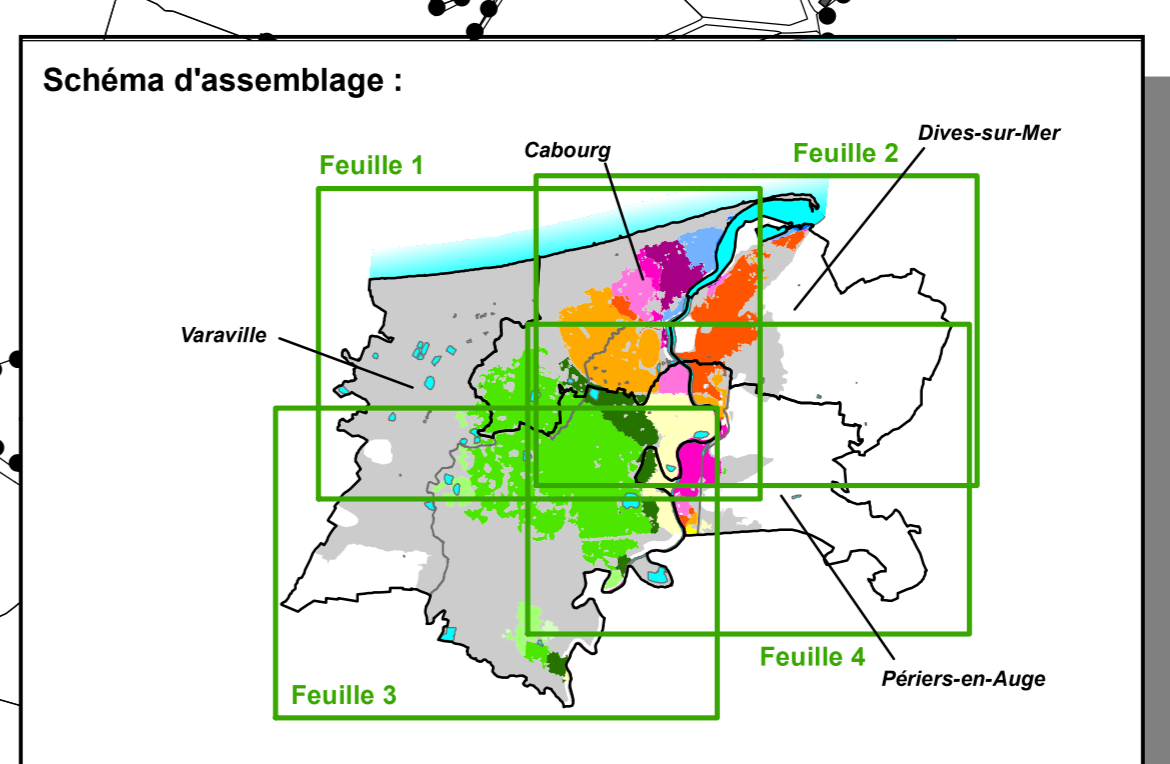 Schéma d'assemblage :
Dives-sur-Mer
Cabourg
Feuille 2
Feuille 1
Varaville
Feuille 4
Périers-en-Auge
Feuille 3